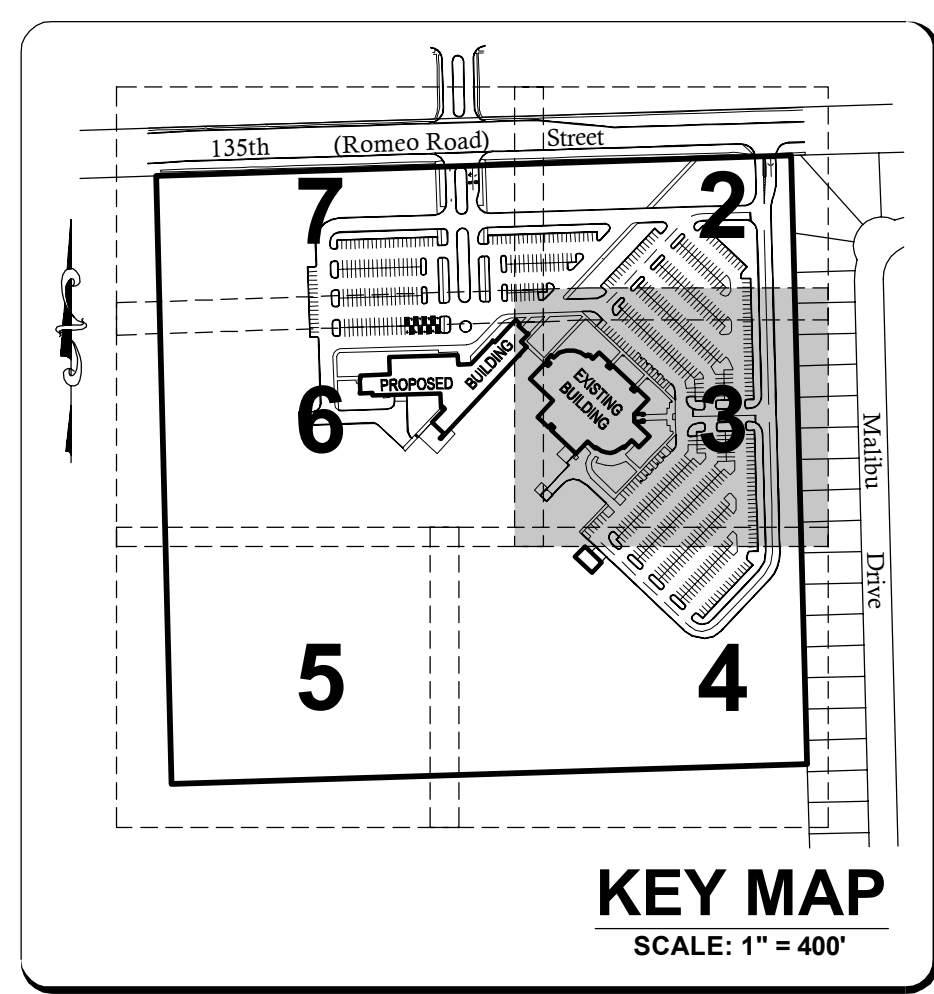 135th (Romeo Road) Street
7
2
PROPOSED BUILDING
EXISTING
BUILDING
6
3
Malibu Drive
5
4
KEY MAP
SCALE: 1" = 400'